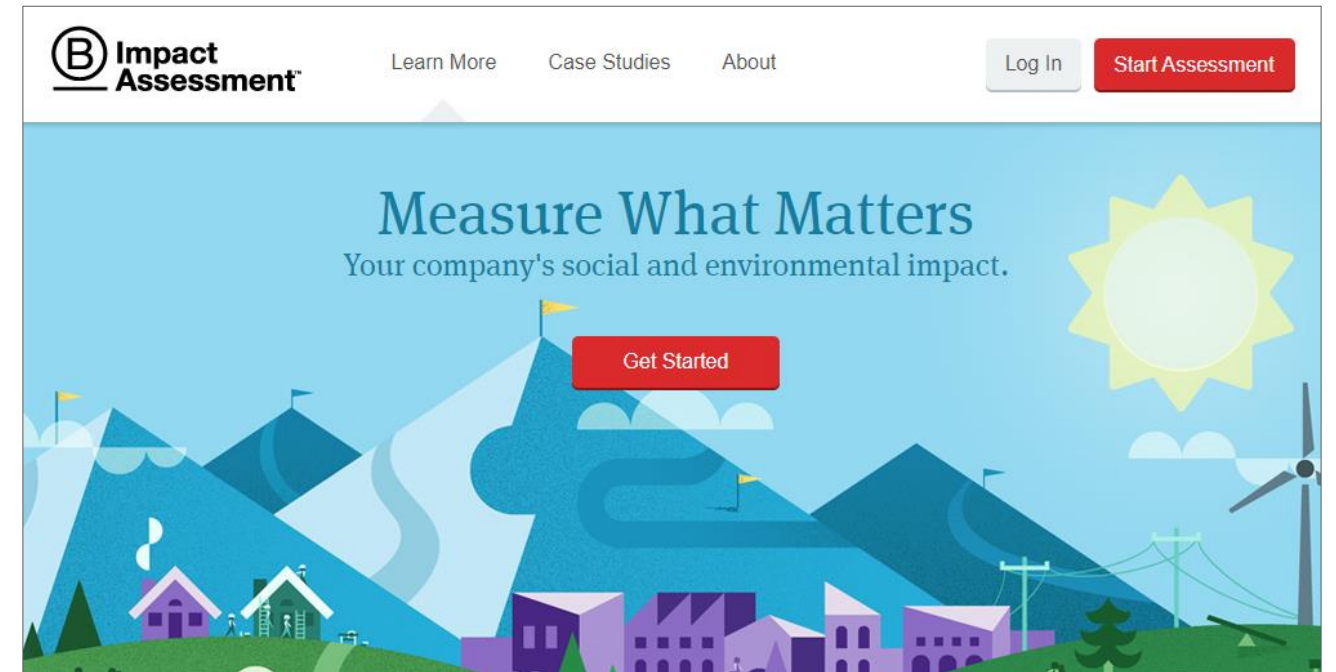 B Impact
Assessment™
Learn More
Case Studies
About
Log In
Start Assessment
Measure What Matters
Your company's social and environmental impact.
Get Started